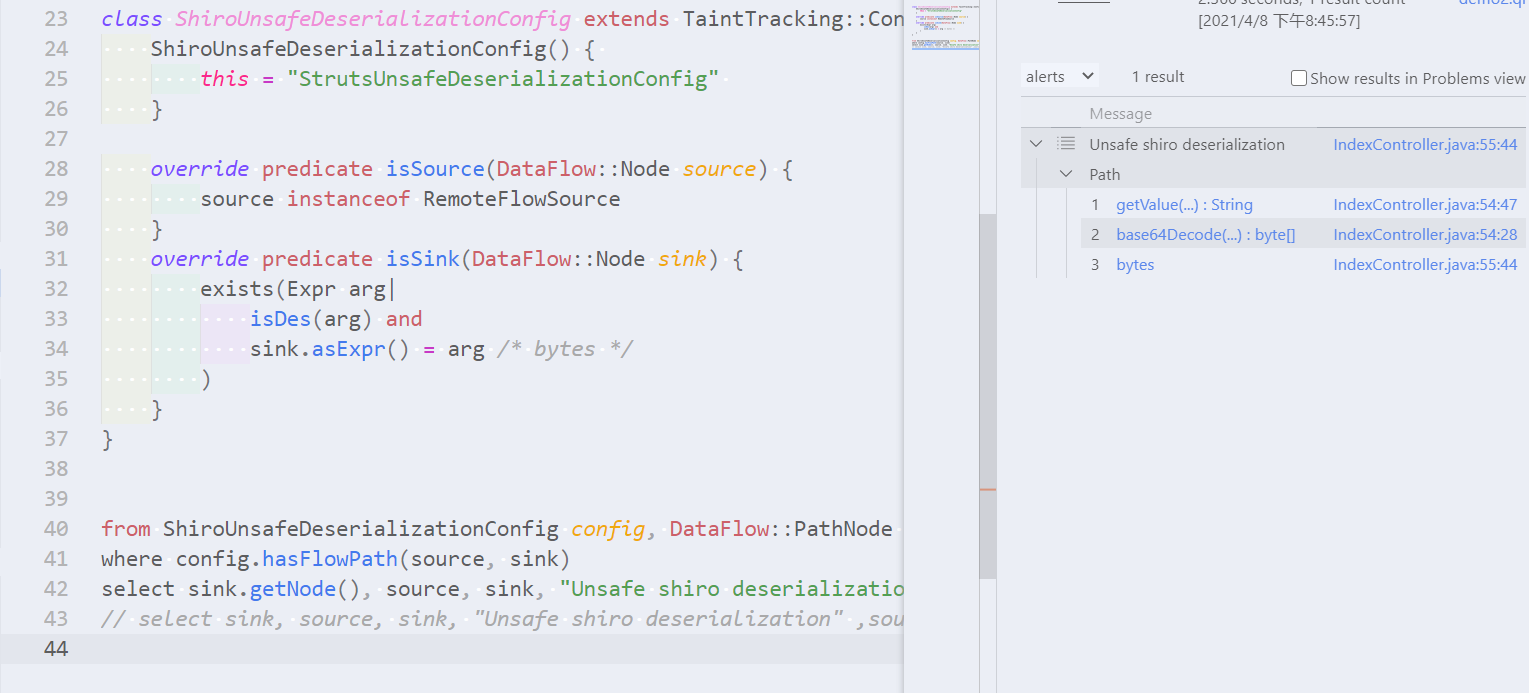 23 class ShiroUnsafeDeserializationConfig extends TaintTracking::Con
24 ShiroUnsafeDeserializationConfig() {
25 this = "StrutsUnsafeDeserializationConfig"
26 }
27
28 override predicate isSource(DataFlow::Node source) {
29 source instanceof RemoteFlowSource
30 }
31 override predicate isSink(DataFlow::Node sink) {
32 exists(Expr arg|
33 isDes(arg) and
34 sink.asExpr() = arg /* bytes */
35 )
36 }
37 }
38
39
40 from ShiroUnsafeDeserializationConfig config, DataFlow::PathNode
41 where config.hasFlowPath(source, sink)
42 select sink.getNode(), source, sink, "Unsafe shiro deserializatio
43 // select sink, source, sink, "Unsafe shiro deserialization" ,sou
44
[2021/4/8 下午8:45:57]
alerts 1 result Show results in Problems view
Message
Unsafe shiro deserialization IndexController.java:55:44
Path
1 getValue(...) : String IndexController.java:54:47
2 base64Decode(...) : byte[] IndexController.java:54:28
3 bytes IndexController.java:55:44